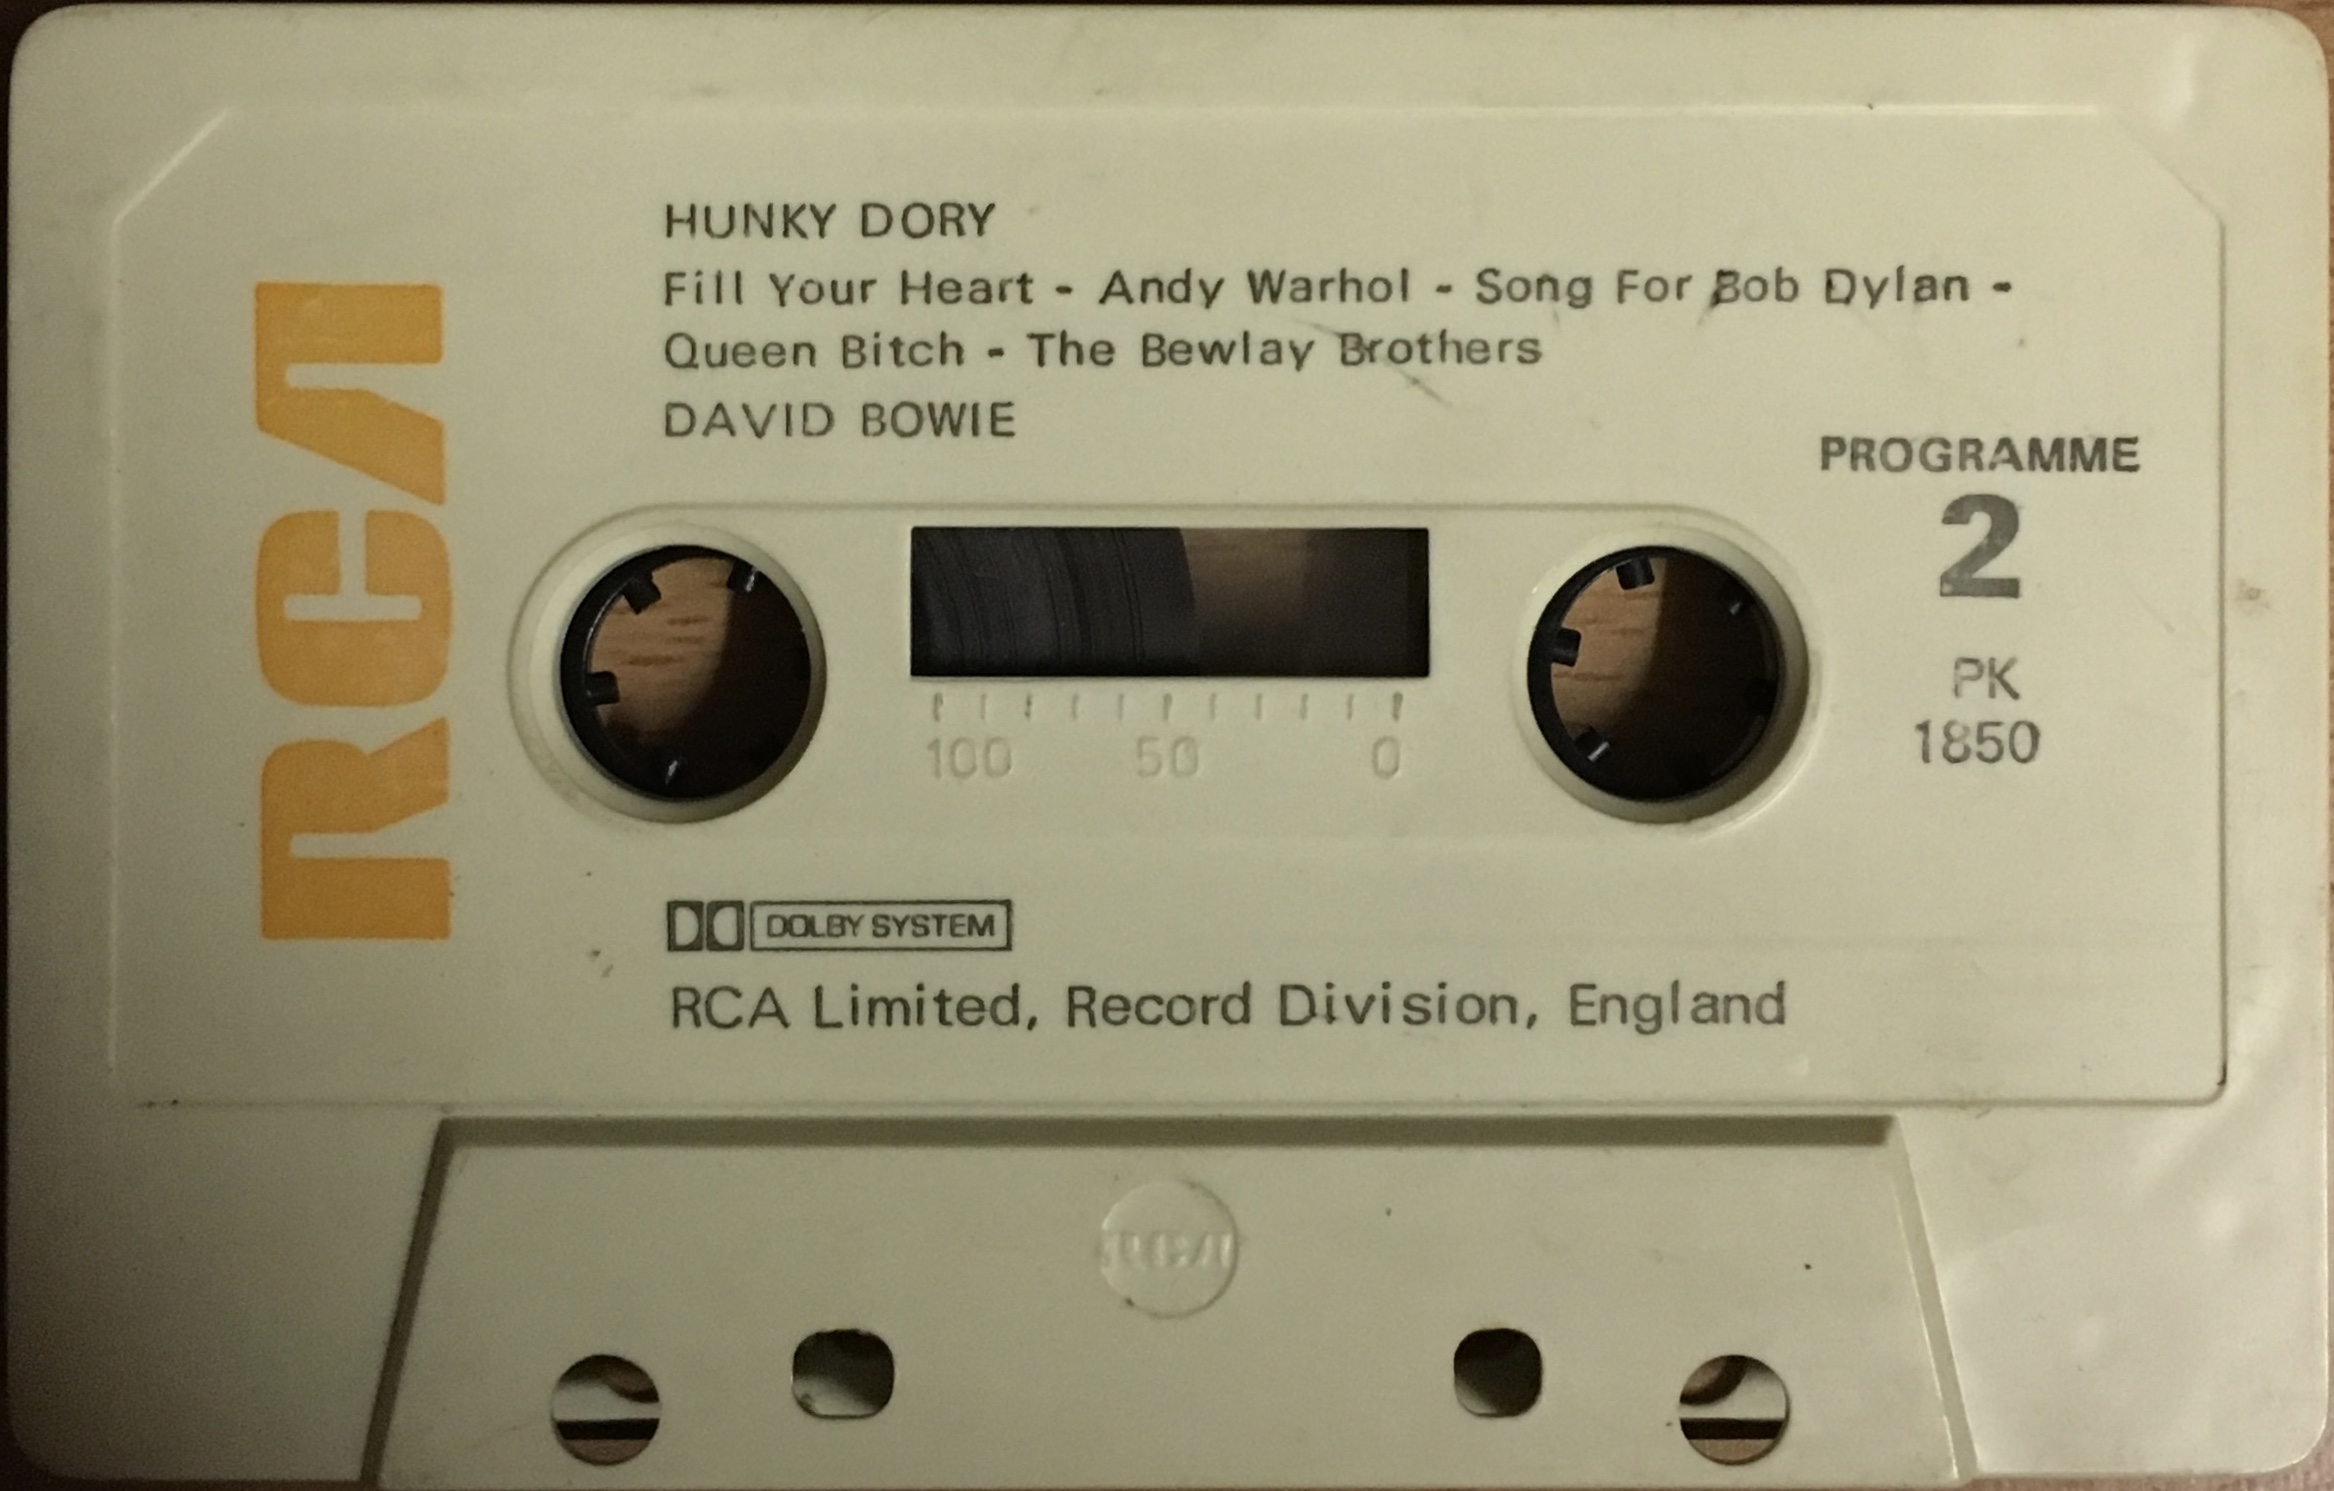 HUNKY DORY
Fill Your Heart - Andy Warhol - Song For Bob Dylan -
Queen Bitch - The Bewlay Brothers
DAVID BOWIE
RCA
PROGRAMME
2
PK
1850
100 50 0
DOLBY SYSTEM
RCA Limited, Record Division, England
RCA